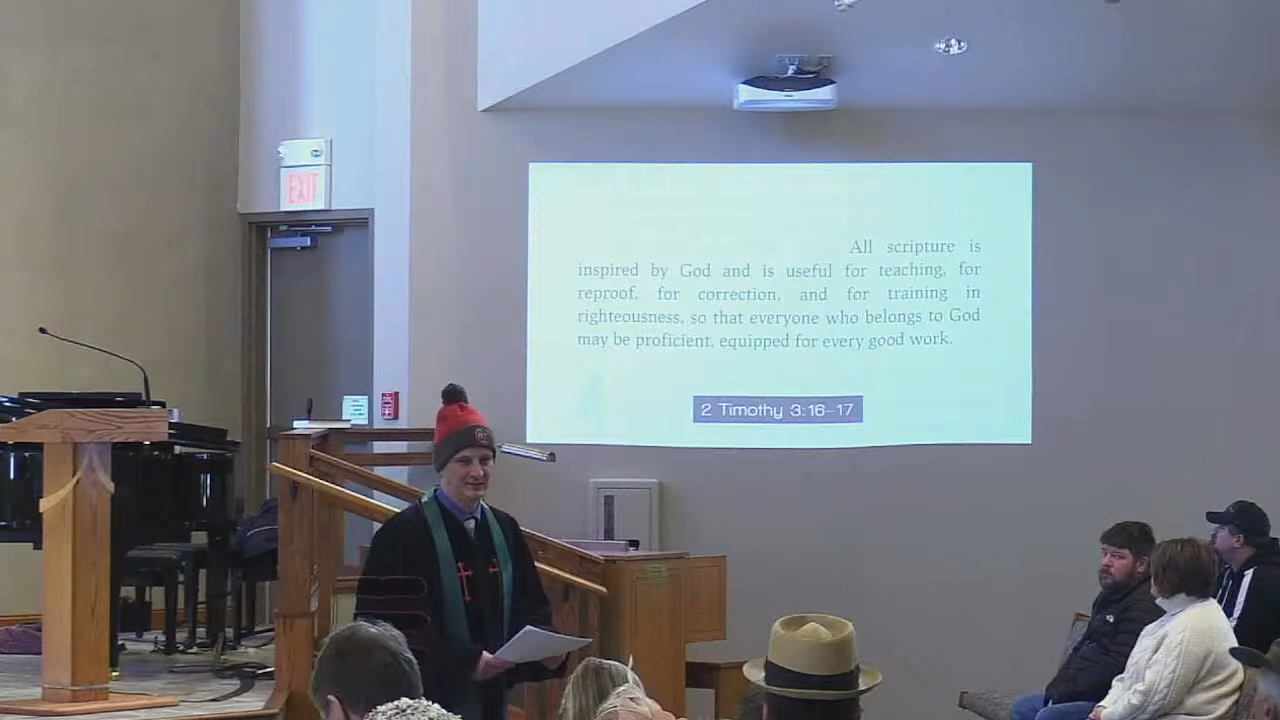 EXIT
All scripture is
inspired by God and is useful for teaching, for
reproof, for correction, and for training in
righteousness, so that everyone who belongs to God
may be proficient, equipped for every good work.
2 Timothy 3:16–17